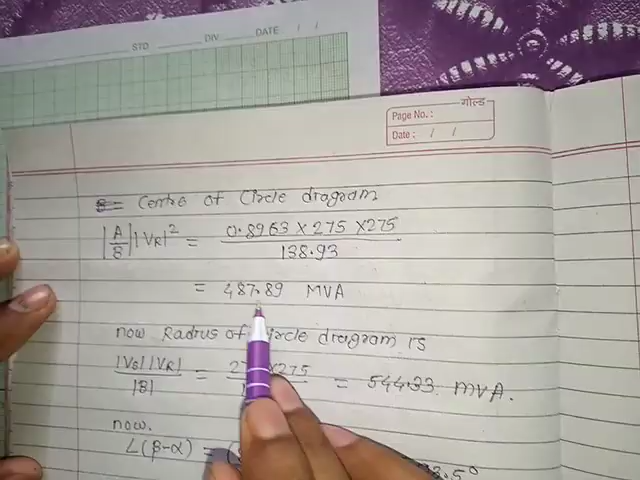 STD DIV DATE / /
गोल्ड
Page No.:
Date: / /
Centre of Circle diagram
|A/B| |VR|² = 0.8963 × 275 × 275 / 138.93
= 487.89 MVA
now Radius of Circle diagram is
|VS| |VR| / |B| = ×275 = 544.33 MVA.
now.
∠(β-α) =